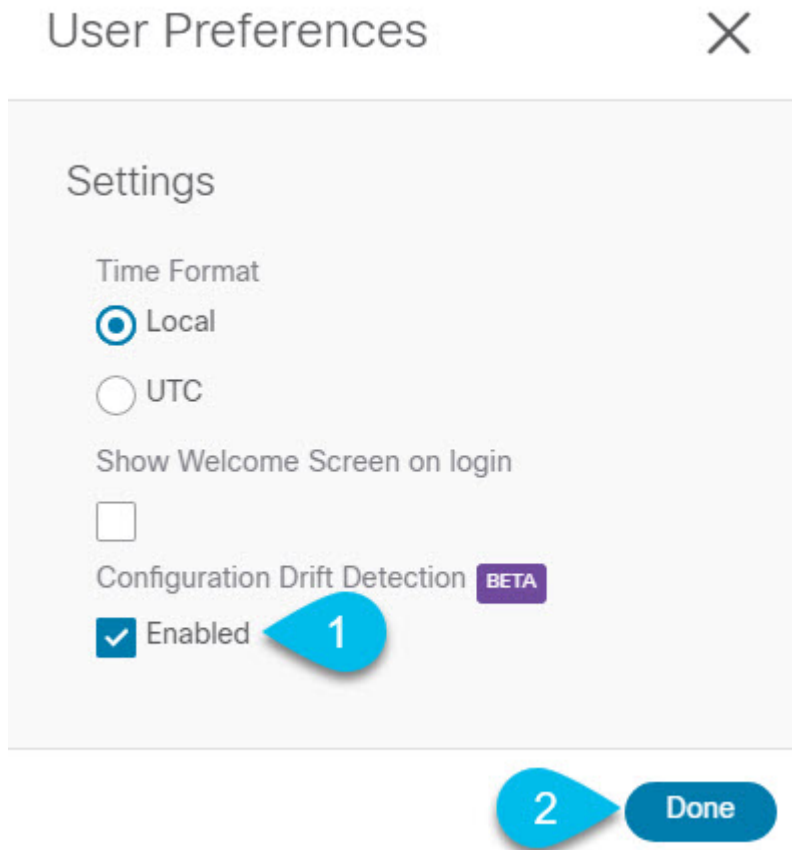 User Preferences
Settings
Time Format
Local
UTC
Show Welcome Screen on login
Configuration Drift Detection BETA
Enabled 1
2 Done